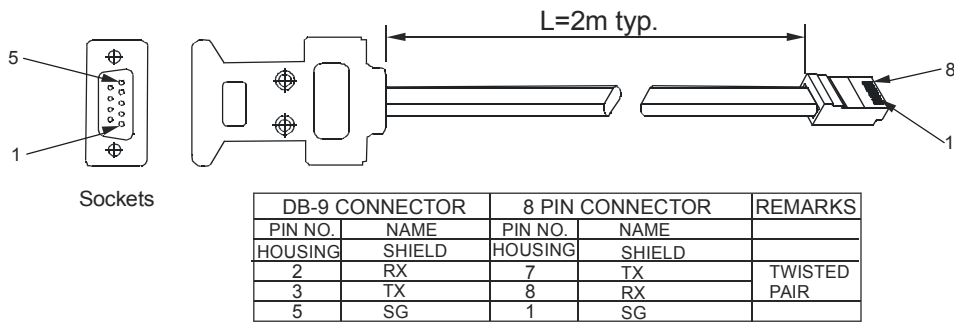 L=2m typ.
5
8
1
1
Sockets
DB-9 CONNECTOR 8 PIN CONNECTOR REMARKS
PIN NO. NAME PIN NO. NAME
HOUSING SHIELD HOUSING SHIELD
2 RX 7 TX TWISTED
3 TX 8 RX PAIR
5 SG 1 SG